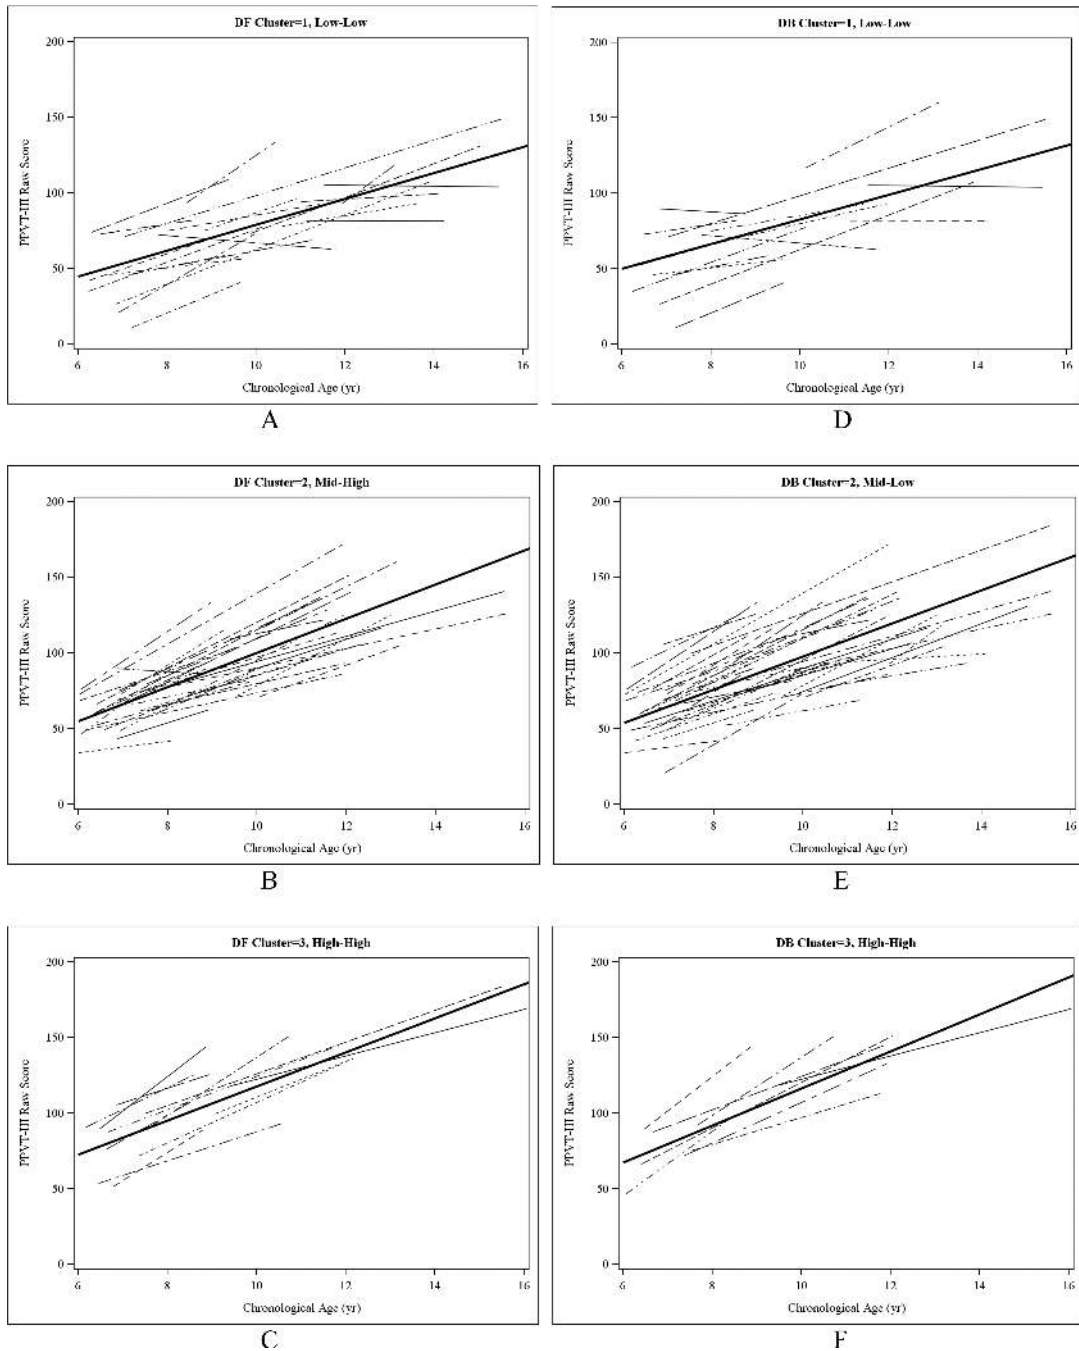 DF Cluster=1, Low-Low
200
150
100
50
0
PPVT-III Raw Score
6 8 10 12 14 16
Chronological Age (yr)
A
DB Cluster=1, Low-Low
200
150
100
50
0
PPVT-III Raw Score
6 8 10 12 14 16
Chronological Age (yr)
D
DF Cluster=2, Mid-High
200
150
100
50
0
PPVT-III Raw Score
6 8 10 12 14 16
Chronological Age (yr)
B
DB Cluster=2, Mid-Low
200
150
100
50
0
PPVT-III Raw Score
6 8 10 12 14 16
Chronological Age (yr)
E
DF Cluster=3, High-High
200
150
100
50
0
PPVT-III Raw Score
6 8 10 12 14 16
Chronological Age (yr)
C
DB Cluster=3, High-High
200
150
100
50
0
PPVT-III Raw Score
6 8 10 12 14 16
Chronological Age (yr)
F